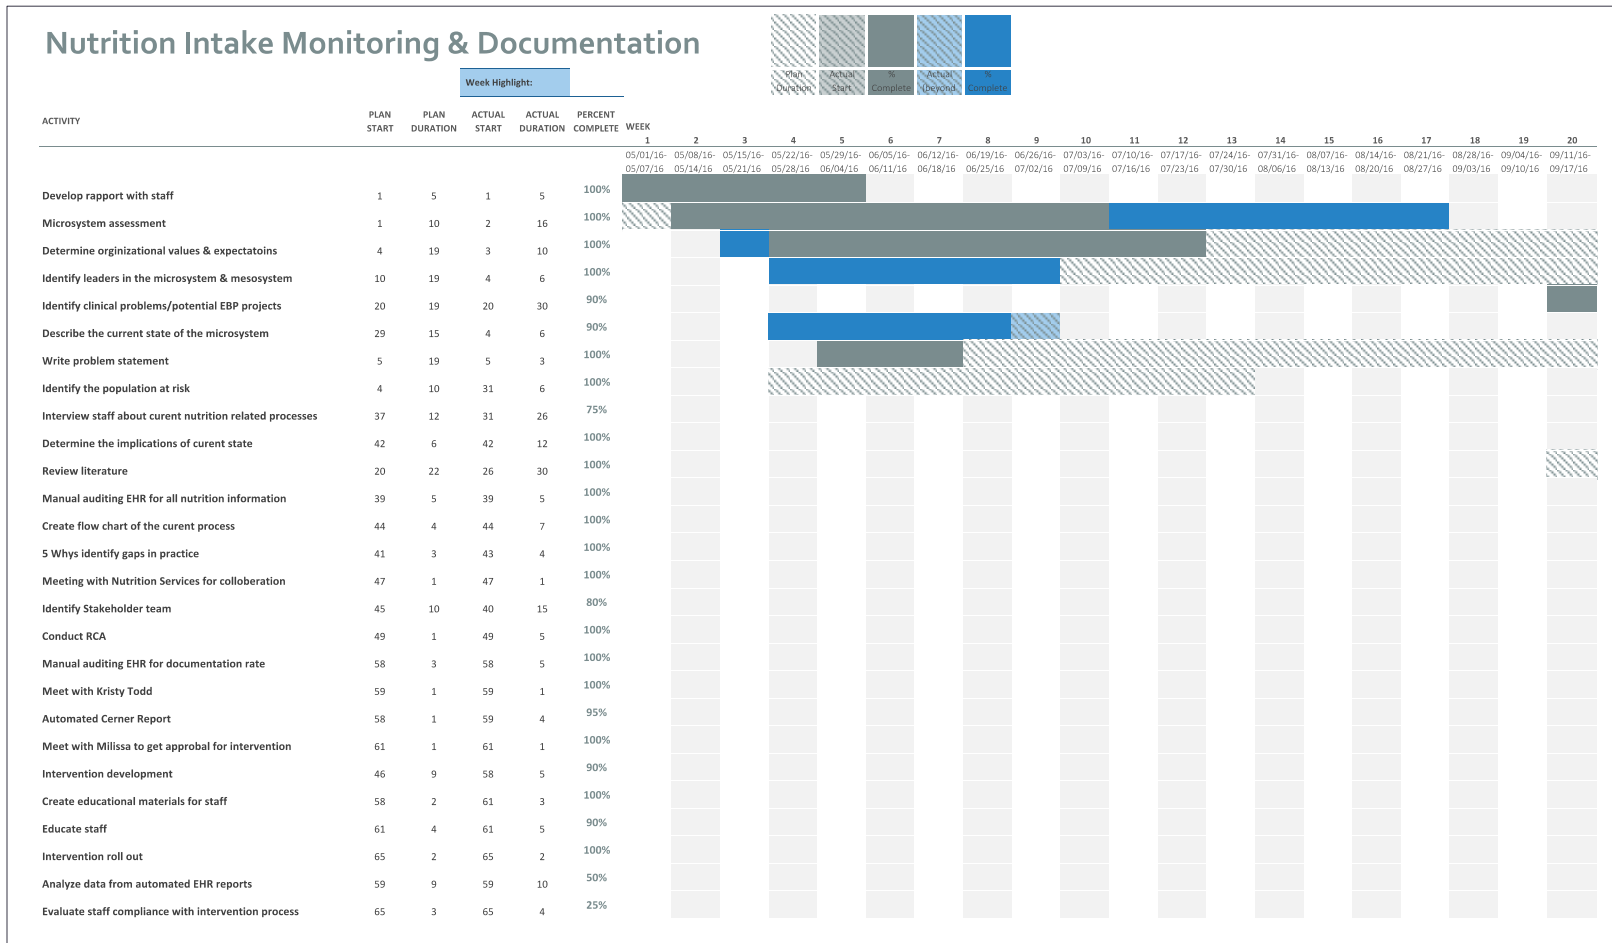 Nutrition Intake Monitoring & Documentation
Plan Duration
Actual Start
% Complete
Actual (beyond
% Complete
Week Highlight:
ACTIVITY PLAN START PLAN DURATION ACTUAL START ACTUAL DURATION PERCENT COMPLETE WEEK
1 2 3 4 5 6 7 8 9 10 11 12 13 14 15 16 17 18 19 20
05/01/16- 05/08/16- 05/15/16- 05/22/16- 05/29/16- 06/05/16- 06/12/16- 06/19/16- 06/26/16- 07/03/16- 07/10/16- 07/17/16- 07/24/16- 07/31/16- 08/07/16- 08/14/16- 08/21/16- 08/28/16- 09/04/16- 09/11/16-
05/07/16 05/14/16 05/21/16 05/28/16 06/04/16 06/11/16 06/18/16 06/25/16 07/02/16 07/09/16 07/16/16 07/23/16 07/30/16 08/06/16 08/13/16 08/20/16 08/27/16 09/03/16 09/10/16 09/17/16
Develop rapport with staff 1 5 1 5 100%
Microsystem assessment 1 10 2 16 100%
Determine orginizational values & expectatoins 4 19 3 10 100%
Identify leaders in the microsystem & mesosystem 10 19 4 6 100%
Identify clinical problems/potential EBP projects 20 19 20 30 90%
Describe the current state of the microsystem 29 15 4 6 90%
Write problem statement 5 19 5 3 100%
Identify the population at risk 4 10 31 6 100%
Interview staff about curent nutrition related processes 37 12 31 26 75%
Determine the implications of curent state 42 6 42 12 100%
Review literature 20 22 26 30 100%
Manual auditing EHR for all nutrition information 39 5 39 5 100%
Create flow chart of the curent process 44 4 44 7 100%
5 Whys identify gaps in practice 41 3 43 4 100%
Meeting with Nutrition Services for colloberation 47 1 47 1 100%
Identify Stakeholder team 45 10 40 15 80%
Conduct RCA 49 1 49 5 100%
Manual auditing EHR for documentation rate 58 3 58 5 100%
Meet with Kristy Todd 59 1 59 1 100%
Automated Cerner Report 58 1 59 4 95%
Meet with Milissa to get approbal for intervention 61 1 61 1 100%
Intervention development 46 9 58 5 90%
Create educational materials for staff 58 2 61 3 100%
Educate staff 61 4 61 5 90%
Intervention roll out 65 2 65 2 100%
Analyze data from automated EHR reports 59 9 59 10 50%
Evaluate staff compliance with intervention process 65 3 65 4 25%